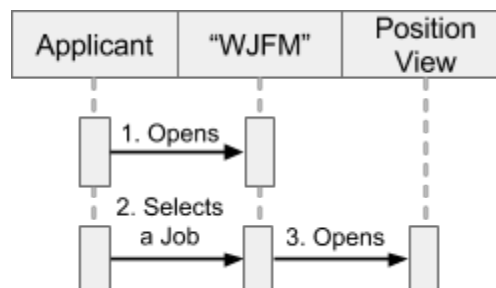 Applicant
“WJFM”
Position
View
1. Opens
2. Selects
a Job
3. Opens